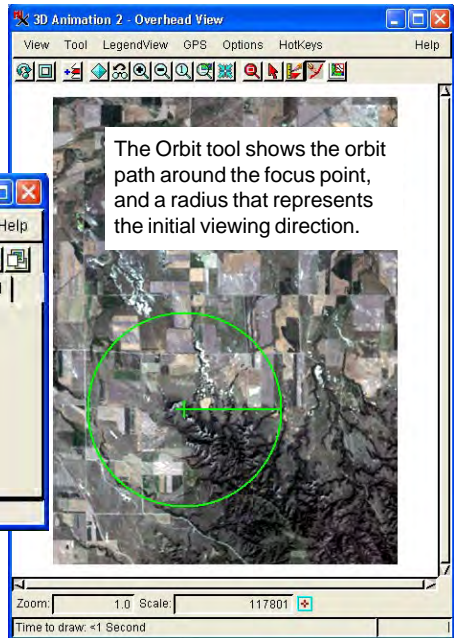 3D Animation 2 - Overhead View
View Tool LegendView GPS Options HotKeys Help
The Orbit tool shows the orbit
path around the focus point,
and a radius that represents
the initial viewing direction.
Help
Zoom: 1.0 Scale: 117801
Time to draw: <1 Second